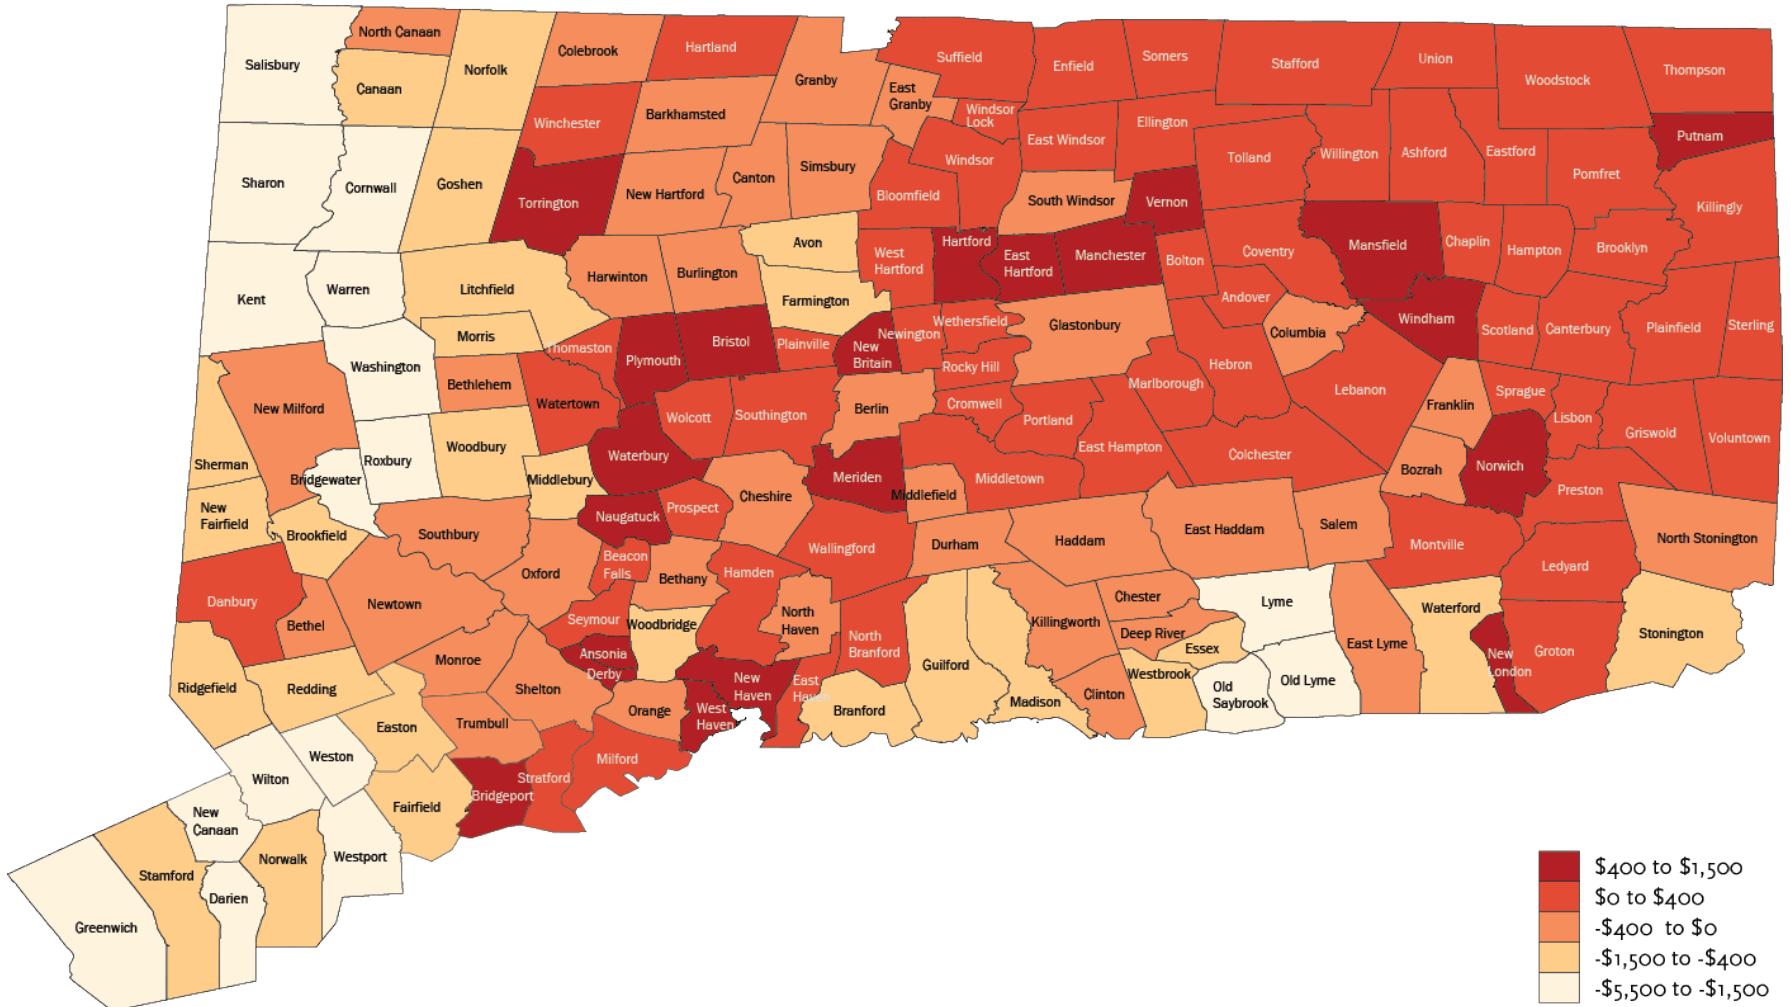 North Canaan
Salisbury
Canaan
Norfolk
Colebrook
Hartland
Granby
East
Granby
Suffield
Windsor
Lock
Enfield
Somers
Stafford
Union
Woodstock
Thompson
Winchester
Barkhamsted
East Windsor
Ellington
Putnam
Sharon
Cornwall
Goshen
Torrington
New Hartford
Canton
Simsbury
Bloomfield
Windsor
South Windsor
Vernon
Tolland
Willington
Ashford
Eastford
Pomfret
Killingly
Kent
Warren
Litchfield
Harwinton
Burlington
Avon
Farmington
West
Hartford
Hartford
East
Hartford
Manchester
Bolton
Coventry
Mansfield
Chaplin
Hampton
Brooklyn
Andover
Columbia
Windham
Scotland
Canterbury
Plainfield
Sterling
Morris
Washington
Bethlehem
Thomaston
Plymouth
Bristol
Plainville
New
Britain
Newington
Wethersfield
Rocky Hill
Glastonbury
Marlborough
Hebron
Lebanon
Franklin
Sprague
Lisbon
Griswold
Voluntown
New Milford
Watertown
Wolcott
Southington
Berlin
Cromwell
Portland
East Hampton
Colchester
Bozrah
Norwich
Preston
Sherman
Bridgewater
Roxbury
Woodbury
Middlebury
Waterbury
Cheshire
Meriden
Middlefield
Middletown
New
Fairfield
Brookfield
Southbury
Naugatuck
Prospect
Wallingford
Durham
Haddam
East Haddam
Salem
Montville
Ledyard
North Stonington
Danbury
Bethel
Newtown
Oxford
Beacon
Falls
Bethany
Hamden
North
Haven
North
Branford
Guilford
Madison
Killingworth
Chester
Deep River
Essex
Westbrook
Clinton
Lyme
Old
Saybrook
Old Lyme
East Lyme
Waterford
New
London
Groton
Stonington
Ridgefield
Redding
Monroe
Shelton
Seymour
Ansonia
Derby
Woodbridge
Orange
West
Haven
New
Haven
East
Haven
Branford
Easton
Trumbull
Weston
Wilton
Fairfield
Bridgeport
Stratford
Milford
New
Canaan
Norwalk
Westport
Stamford
Darien
Greenwich
$400 to $1,500
$0 to $400
-$400 to $0
-$1,500 to -$400
-$5,500 to -$1,500